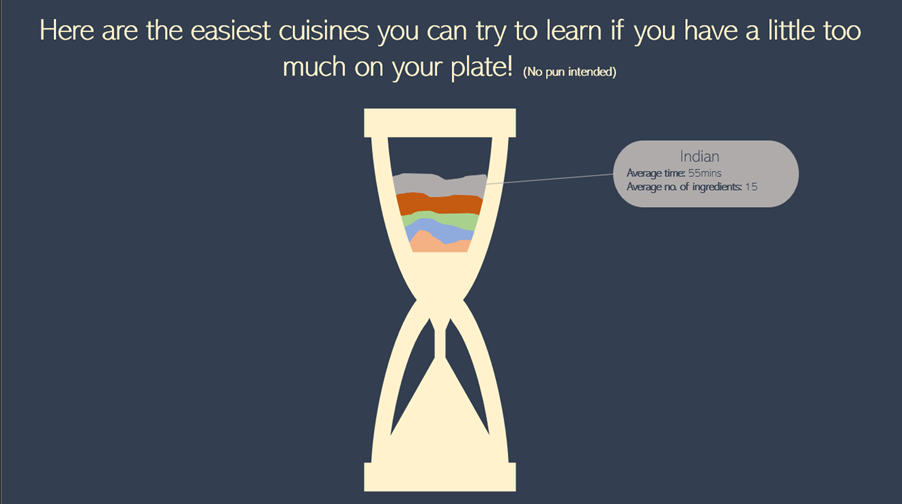 Here are the easiest cuisines you can try to learn if you have a little too
much on your plate! (No pun intended)
Indian
Average time: 55mins
Average no. of ingredients: 15